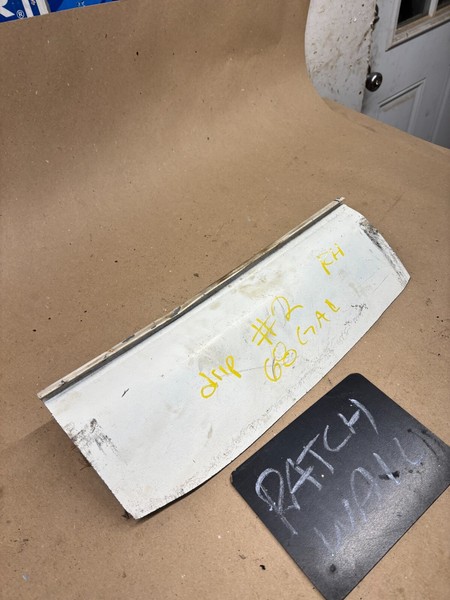 R®
RH
drip #2
68 GAL
PATCH
WALL